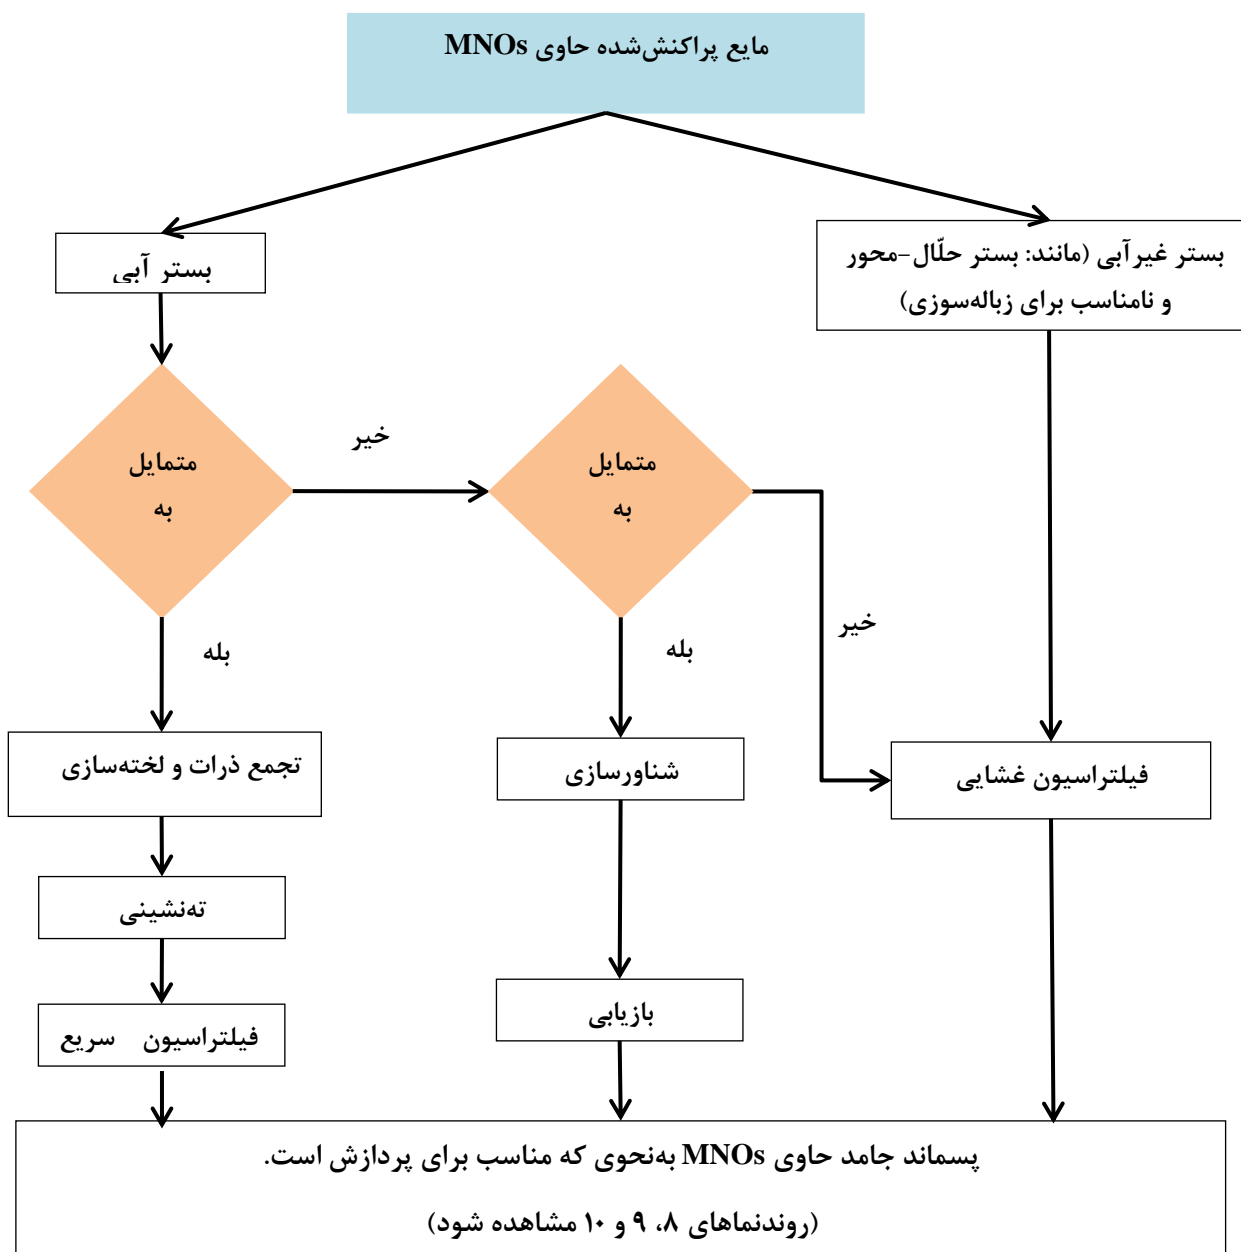 مایع پراکنش‌شده حاوی MNOs
بستر آبی
بستر غیرآبی (مانند: بستر حلّال-محور
و نامناسب برای زباله‌سوزی)
متمایل
به
خیر
متمایل
به
خیر
بله
بله
تجمع ذرات و لخته‌سازی
شناورسازی
فیلتراسیون غشایی
ته‌نشینی
بازیابی
فیلتراسیون سریع
پسماند جامد حاوی MNOs به‌نحوی که مناسب برای پردازش است.
(روندنماهای ۸، ۹ و ۱۰ مشاهده شود)